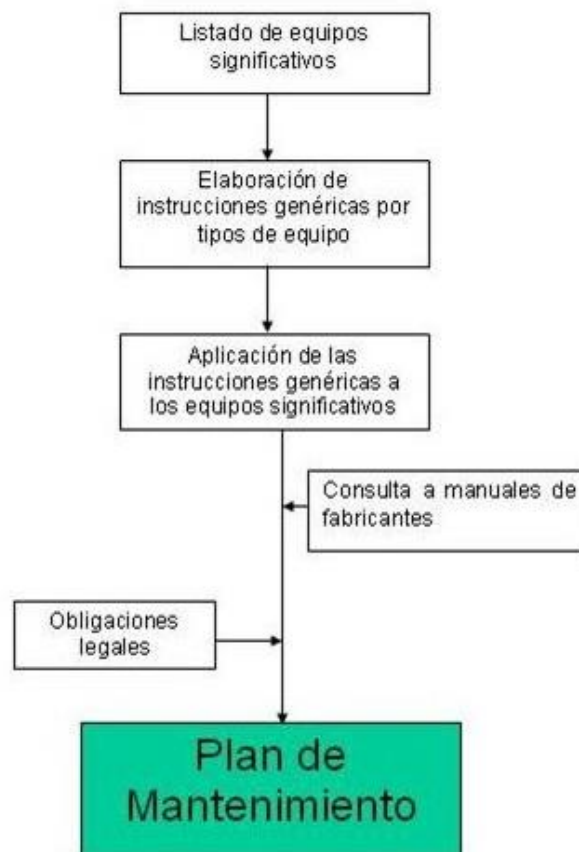 Listado de equipos
significativos
Elaboración de
instrucciones genéricas por
tipos de equipo
Aplicación de las
instrucciones genéricas a
los equipos significativos
Consulta a manuales de
fabricantes
Obligaciones
legales
Plan de
Mantenimiento